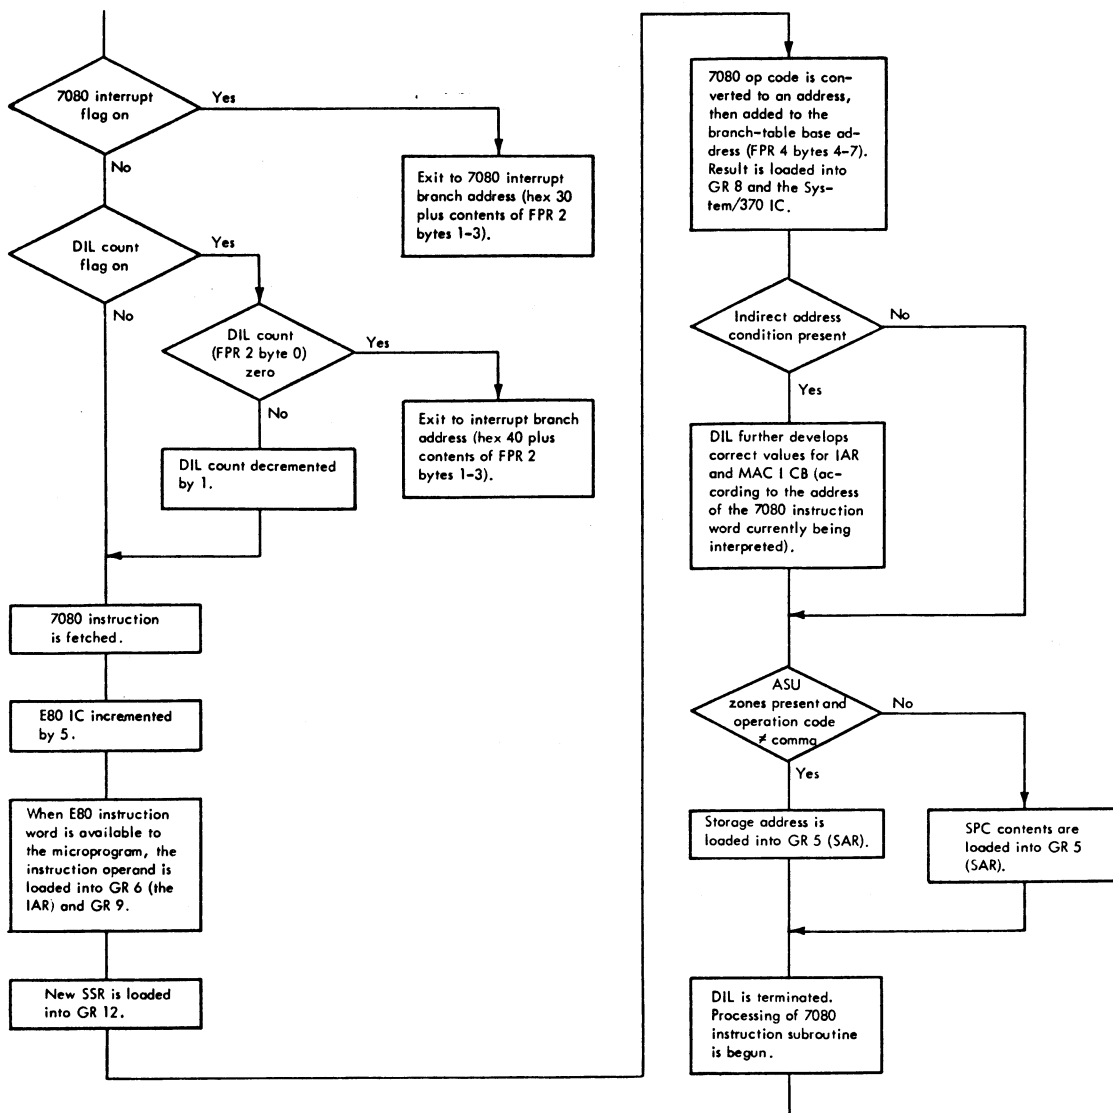 7080 interrupt
flag on
Yes
No
Exit to 7080 interrupt
branch address (hex 30
plus contents of FPR 2
bytes 1-3).
DIL count
flag on
Yes
No
DIL count
(FPR 2 byte 0)
zero
Yes
No
Exit to interrupt branch
address (hex 40 plus
contents of FPR 2
bytes 1-3).
DIL count decremented
by 1.
7080 instruction
is fetched.
E80 IC incremented
by 5.
When E80 instruction
word is available to
the microprogram, the
instruction operand is
loaded into GR 6 (the
IAR) and GR 9.
New SSR is loaded
into GR 12.
7080 op code is con-
verted to an address,
then added to the
branch-table base ad-
dress (FPR 4 bytes 4-7).
Result is loaded into
GR 8 and the Sys-
tem/370 IC.
Indirect address
condition present
No
Yes
DIL further develops
correct values for IAR
and MAC I CB (ac-
cording to the address
of the 7080 instruction
word currently being
interpreted).
ASU
zones present and
operation code
≠ comma
No
Yes
Storage address is
loaded into GR 5 (SAR).
SPC contents are
loaded into GR 5
(SAR).
DIL is terminated.
Processing of 7080
instruction subroutine
is begun.